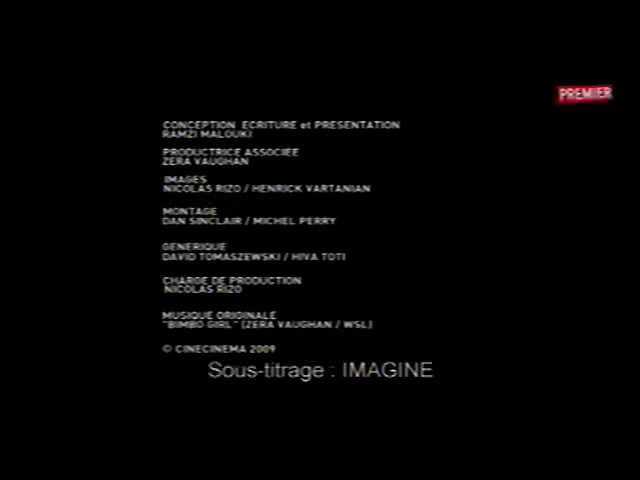 PREMIER
CONCEPTION ECRITURE et PRESENTATION
RAMZI MALOUKI
PRODUCTRICE ASSOCIEE
ZERA VAUGHAN
IMAGES
NICOLAS RIZO / HENRICK VARTANIAN
MONTAGE
DAN SINCLAIR / MICHEL PERRY
GENERIQUE
DAVID TOMASZEWSKI / HIVA TOTI
CHARGE DE PRODUCTION
NICOLAS RIZO
MUSIQUE ORIGINALE
"BIMBO GIRL" (ZERA VAUGHAN / WSL)
© CINECINEMA 2009
Sous-titrage : IMAGINE